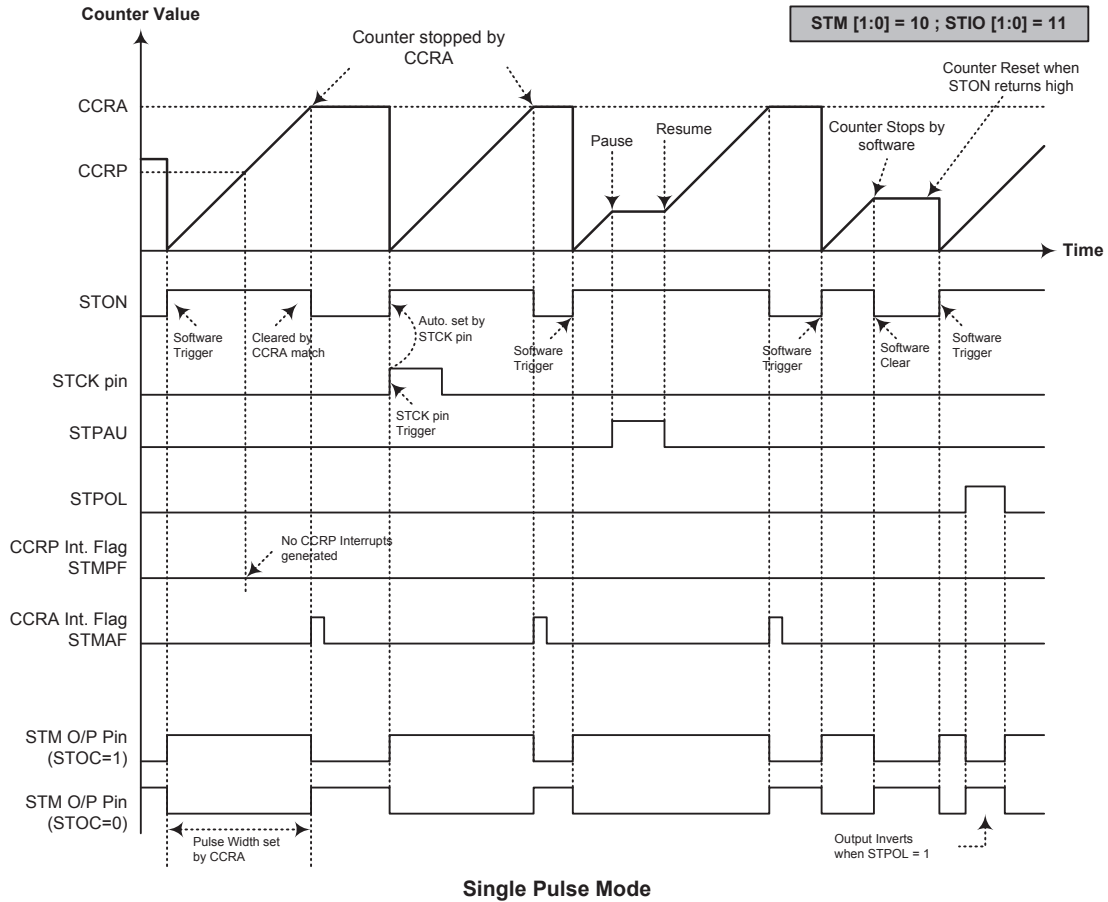 Counter Value
STM [1:0] = 10 ; STIO [1:0] = 11
Counter stopped by
CCRA
Counter Reset when
STON returns high
CCRA
Pause
Resume
Counter Stops by
software
CCRP
Time
STON
Software
Trigger
Cleared by
CCRA match
Auto. set by
STCK pin
Software
Trigger
Software
Trigger
Software
Clear
Software
Trigger
STCK pin
STCK pin
Trigger
STPAU
STPOL
CCRP Int. Flag
STMPF
No CCRP Interrupts
generated
CCRA Int. Flag
STMAF
STM O/P Pin
(STOC=1)
STM O/P Pin
(STOC=0)
Pulse Width set
by CCRA
Output Inverts
when STPOL = 1
Single Pulse Mode